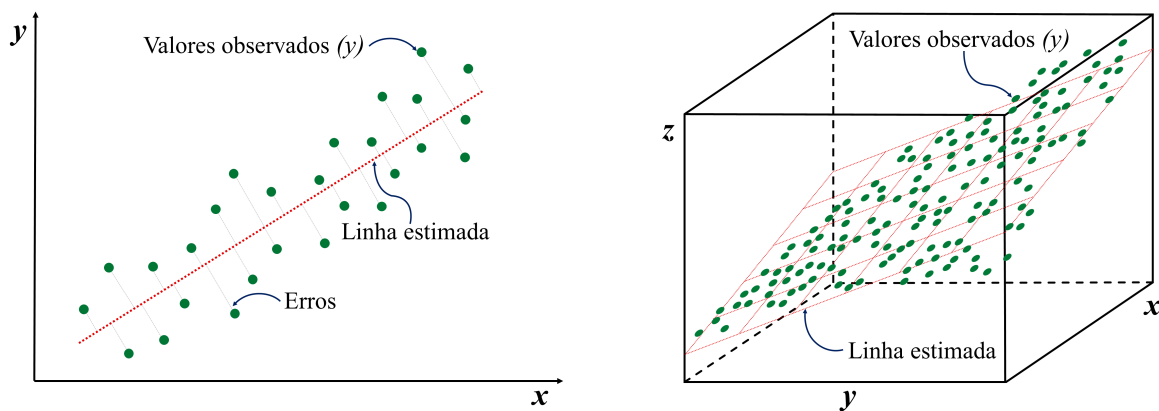 y
Valores observados (y)
Linha estimada
Erros
x
Valores observados (y)
z
x
Linha estimada
y